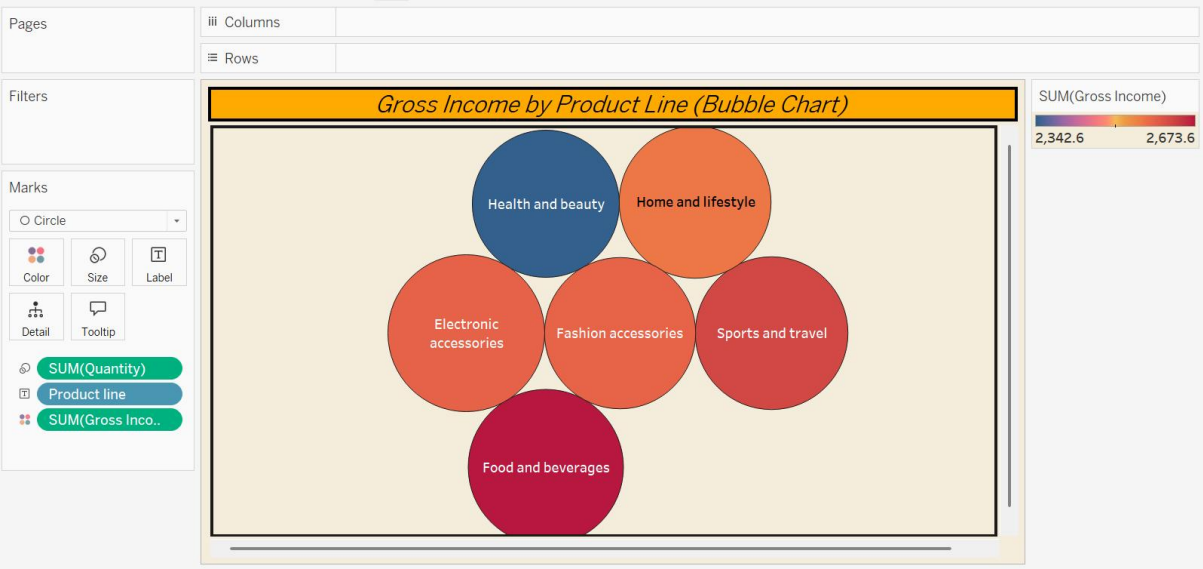 Pages
Columns
Rows
Filters
Marks
Circle
Color
Size
Label
Detail
Tooltip
SUM(Quantity)
Product line
SUM(Gross Inco..
Gross Income by Product Line (Bubble Chart)
Health and beauty
Home and lifestyle
Electronic
accessories
Fashion accessories
Sports and travel
Food and beverages
SUM(Gross Income)
2,342.6
2,673.6